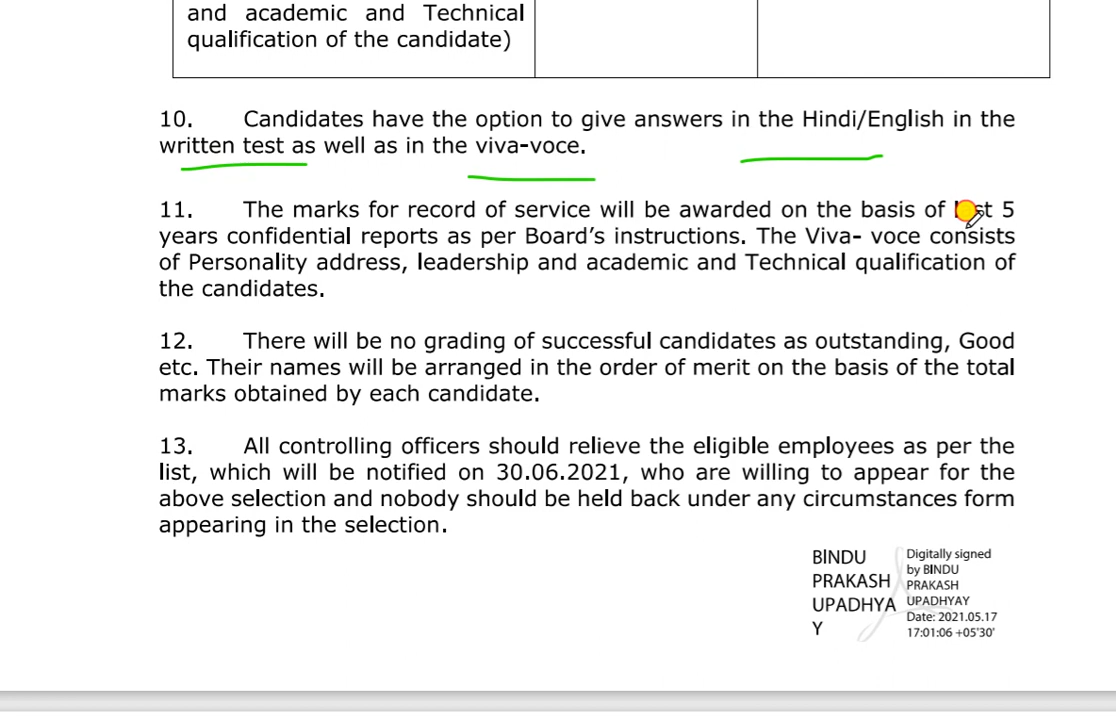 and academic and Technical
qualification of the candidate)
10. Candidates have the option to give answers in the Hindi/English in the
written test as well as in the viva-voce.
11. The marks for record of service will be awarded on the basis of last 5
years confidential reports as per Board's instructions. The Viva- voce consists
of Personality address, leadership and academic and Technical qualification of
the candidates.
12. There will be no grading of successful candidates as outstanding, Good
etc. Their names will be arranged in the order of merit on the basis of the total
marks obtained by each candidate.
13. All controlling officers should relieve the eligible employees as per the
list, which will be notified on 30.06.2021, who are willing to appear for the
above selection and nobody should be held back under any circumstances form
appearing in the selection.
BINDU
PRAKASH
UPADHYA
Y
Digitally signed
by BINDU
PRAKASH
UPADHYAY
Date: 2021.05.17
17:01:06 +05'30'